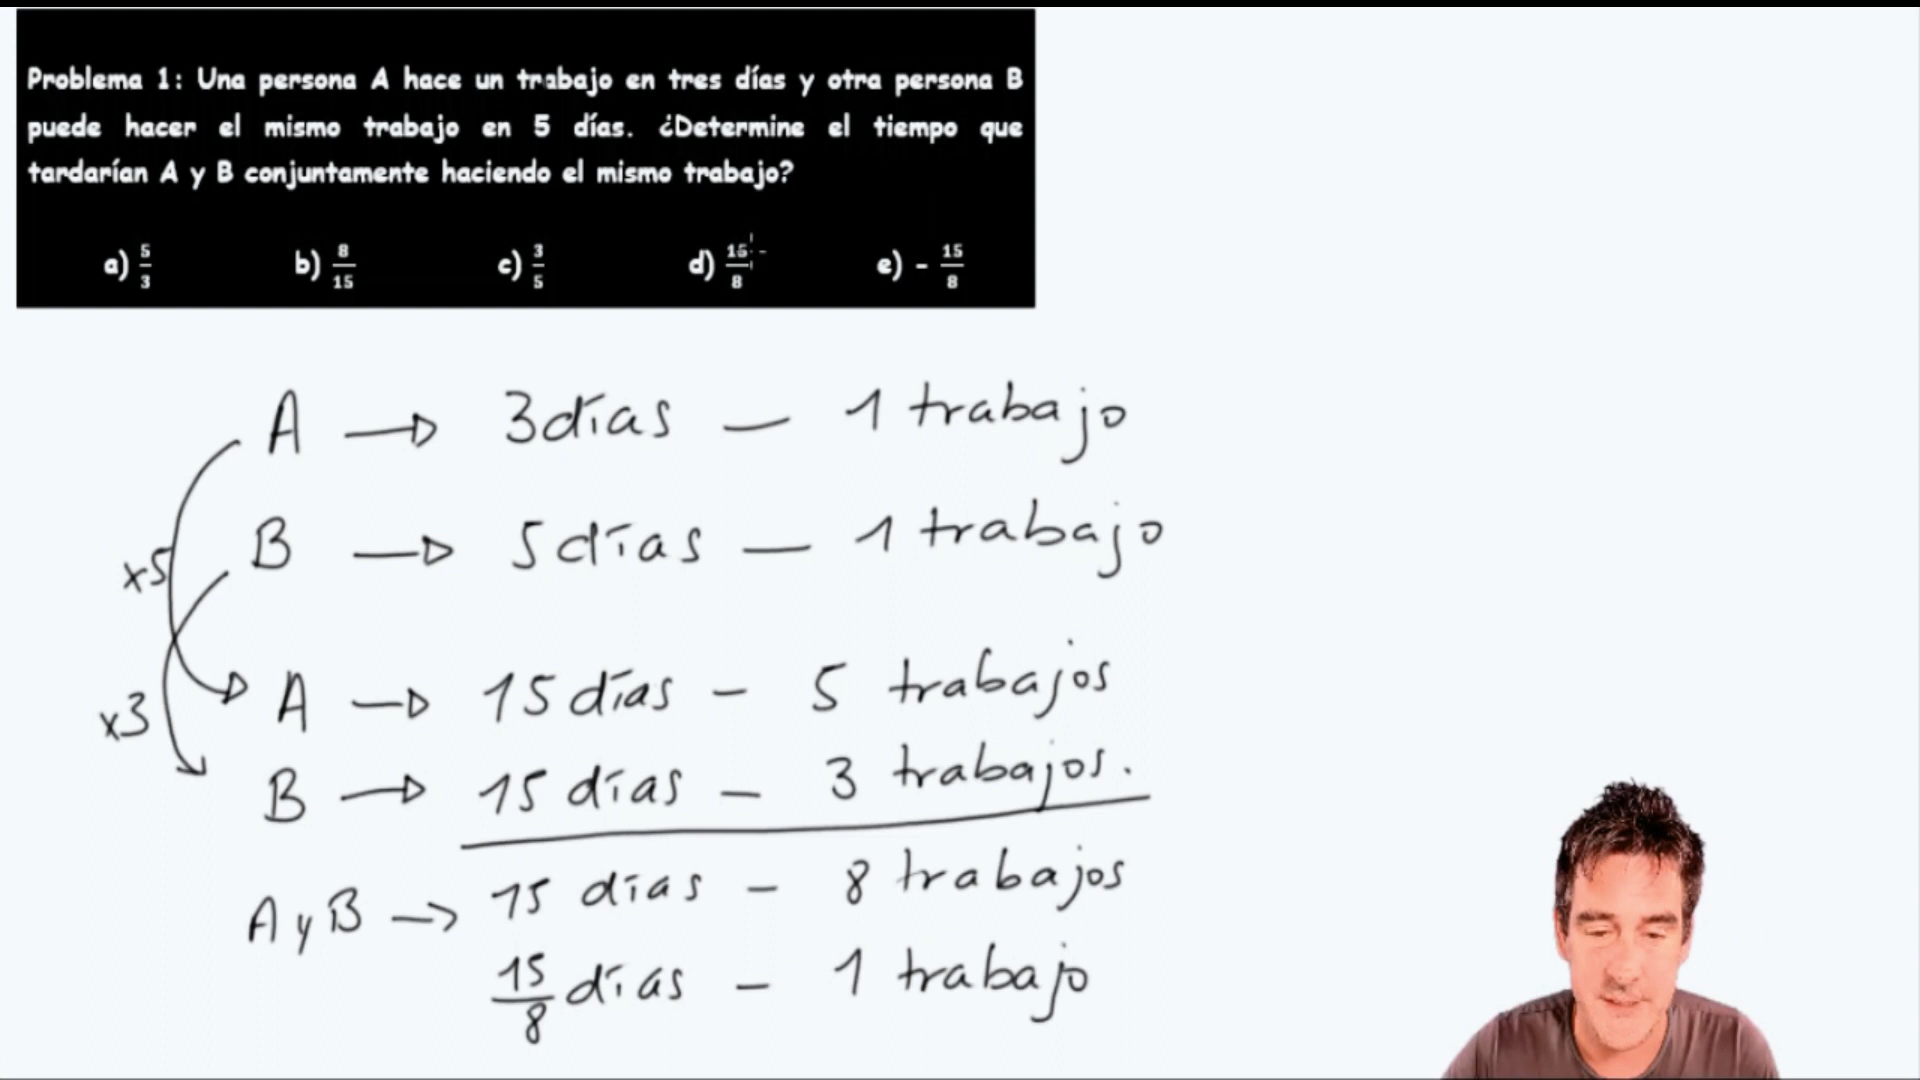 Problema 1: Una persona A hace un trabajo en tres días y otra persona B
puede hacer el mismo trabajo en 5 días. ¿Determine el tiempo que
tardarían A y B conjuntamente haciendo el mismo trabajo?
a) 5/3 b) 8/15 c) 3/5 d) 15/8 e) - 15/8
A → 3 días — 1 trabajo
B → 5 días — 1 trabajo
x5
A → 15 días - 5 trabajos
x3
B → 15 días - 3 trabajos.
A y B → 15 días - 8 trabajos
15/8 días - 1 trabajo